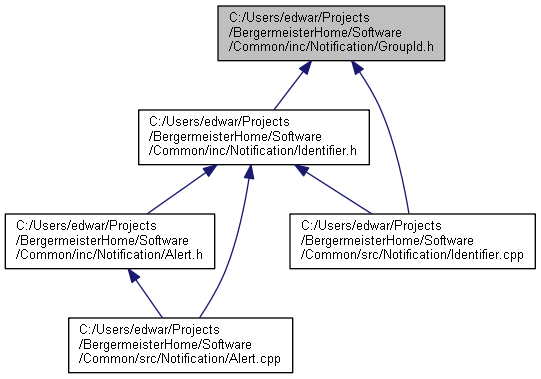 C:/Users/edwar/Projects
/BergermeisterHome/Software
/Common/inc/Notification/GroupId.h
C:/Users/edwar/Projects
/BergermeisterHome/Software
/Common/inc/Notification/Identifier.h
C:/Users/edwar/Projects
/BergermeisterHome/Software
/Common/inc/Notification/Alert.h
C:/Users/edwar/Projects
/BergermeisterHome/Software
/Common/src/Notification/Identifier.cpp
C:/Users/edwar/Projects
/BergermeisterHome/Software
/Common/src/Notification/Alert.cpp